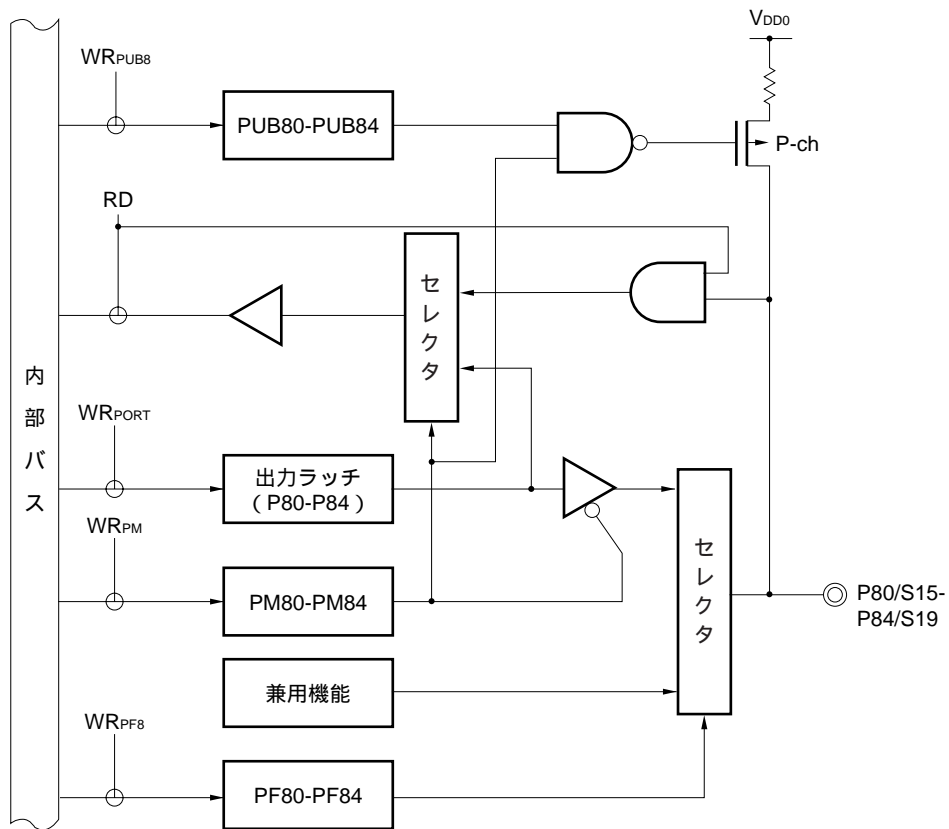 VDD0
WRPUB8
PUB80-PUB84
P-ch
RD
セレクタ
内部バス
WRPORT
出力ラッチ
（P80-P84）
WRPM
PM80-PM84
セレクタ
P80/S15-
P84/S19
兼用機能
WRPF8
PF80-PF84